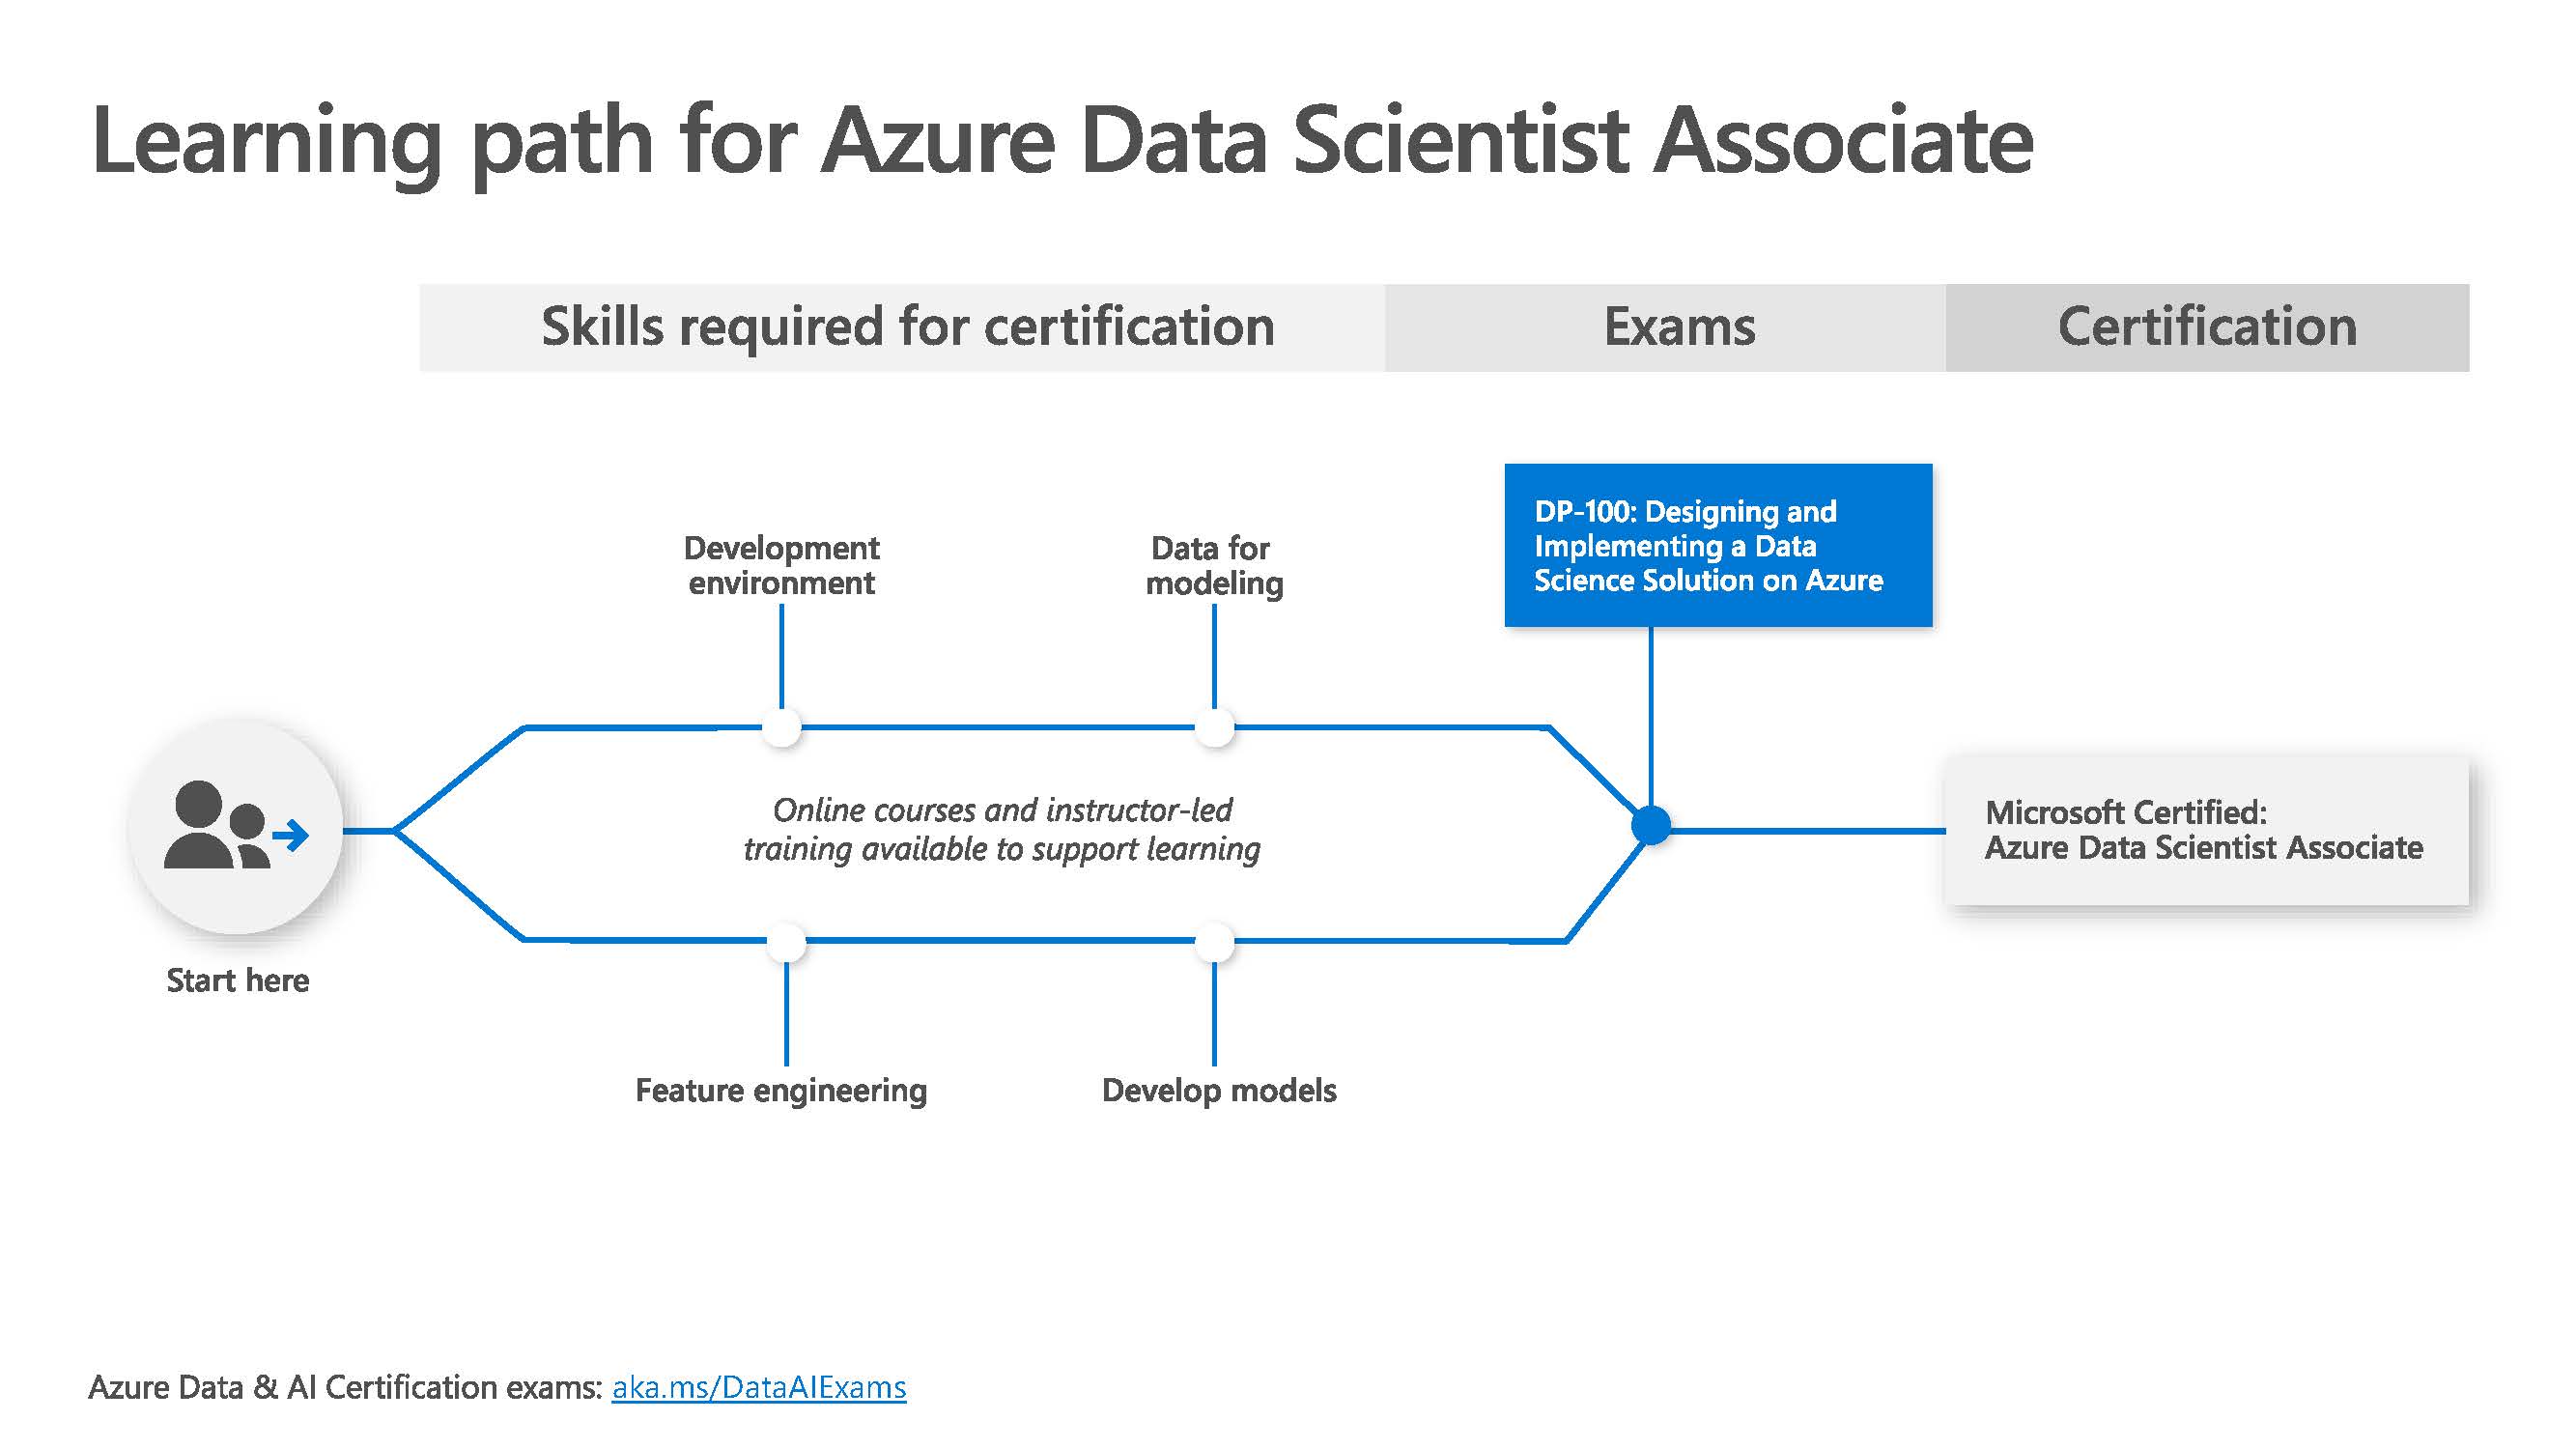 Learning path for Azure Data Scientist Associate
Skills required for certification
Exams
Certification
Development
environment
Data for
modeling
DP-100: Designing and
Implementing a Data
Science Solution on Azure
Online courses and instructor-led
training available to support learning
Microsoft Certified:
Azure Data Scientist Associate
Start here
Feature engineering
Develop models
Azure Data & AI Certification exams: aka.ms/DataAIExams